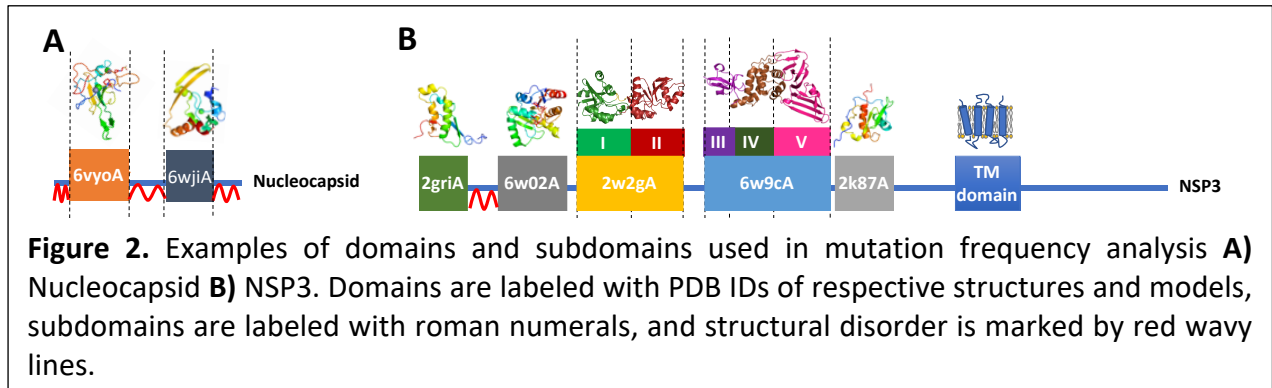 A
B
I II
III IV V
6vyoA 6wjiA Nucleocapsid
2griA 6w02A 2w2gA 6w9cA 2k87A TM domain NSP3
Figure 2. Examples of domains and subdomains used in mutation frequency analysis A)
Nucleocapsid B) NSP3. Domains are labeled with PDB IDs of respective structures and models,
subdomains are labeled with roman numerals, and structural disorder is marked by red wavy
lines.